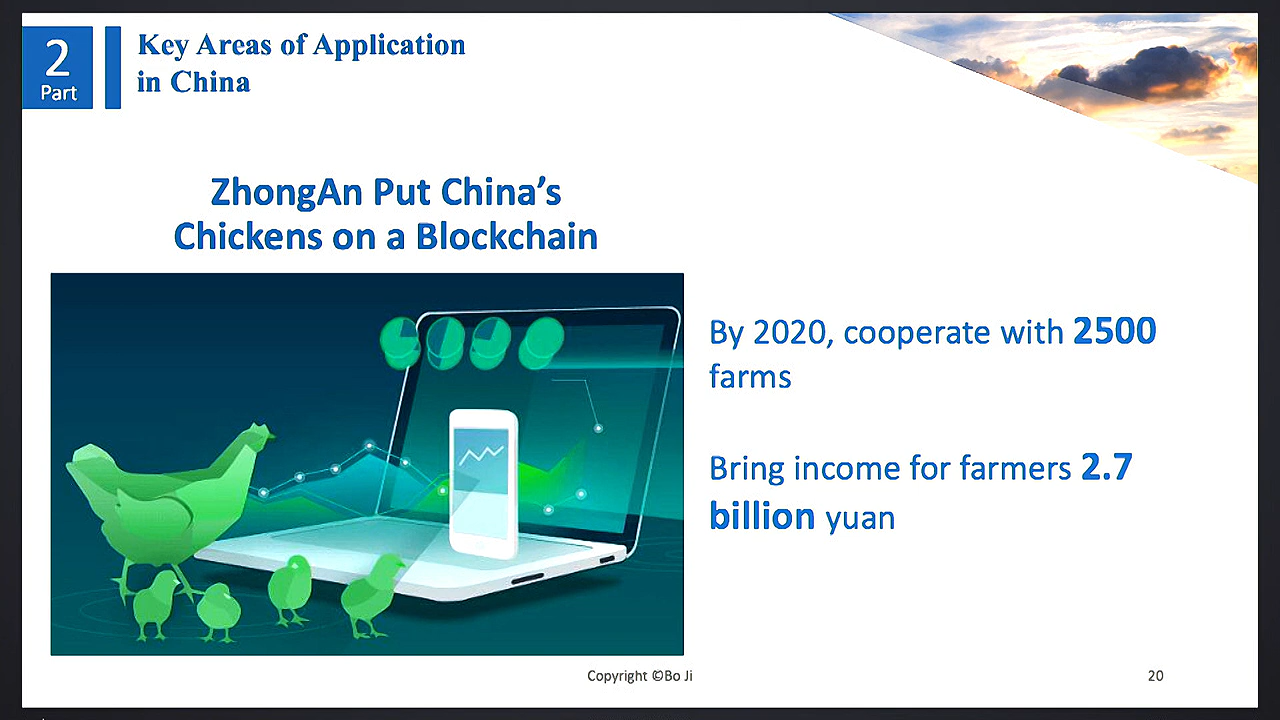 2
Part
Key Areas of Application
in China
ZhongAn Put China’s
Chickens on a Blockchain
By 2020, cooperate with 2500
farms
Bring income for farmers 2.7
billion yuan
Copyright ©Bo Ji
20